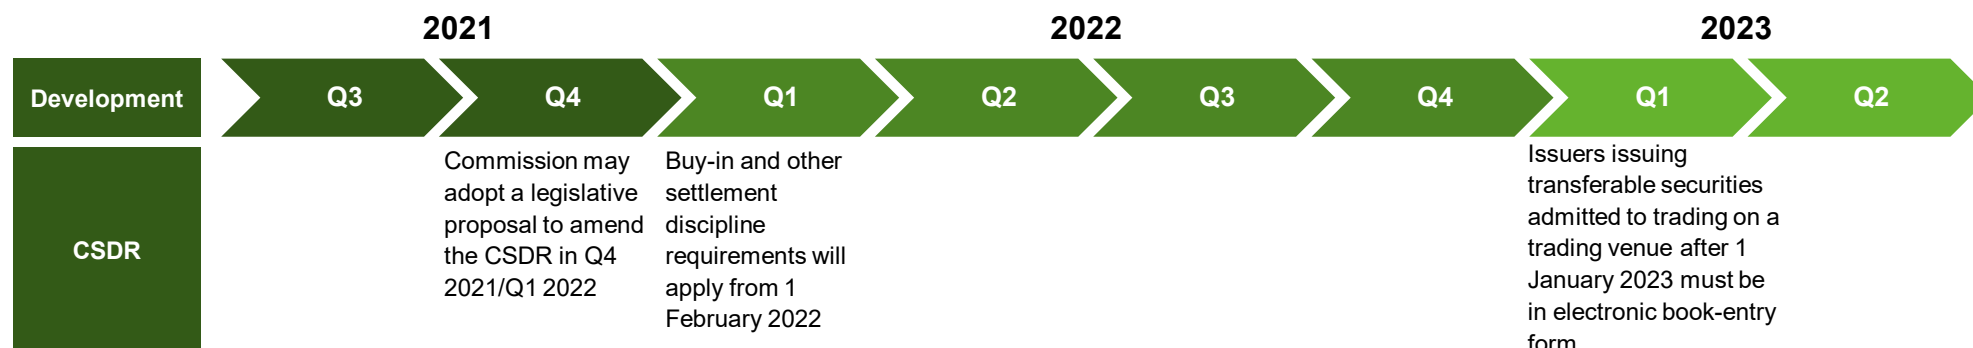 2021
2022
2023
Development
Q3
Q4
Q1
Q2
Q3
Q4
Q1
Q2
CSDR
Commission may
adopt a legislative
proposal to amend
the CSDR in Q4
2021/Q1 2022
Buy-in and other
settlement
discipline
requirements will
apply from 1
February 2022
Issuers issuing
transferable securities
admitted to trading on a
trading venue after 1
January 2023 must be
in electronic book-entry
form